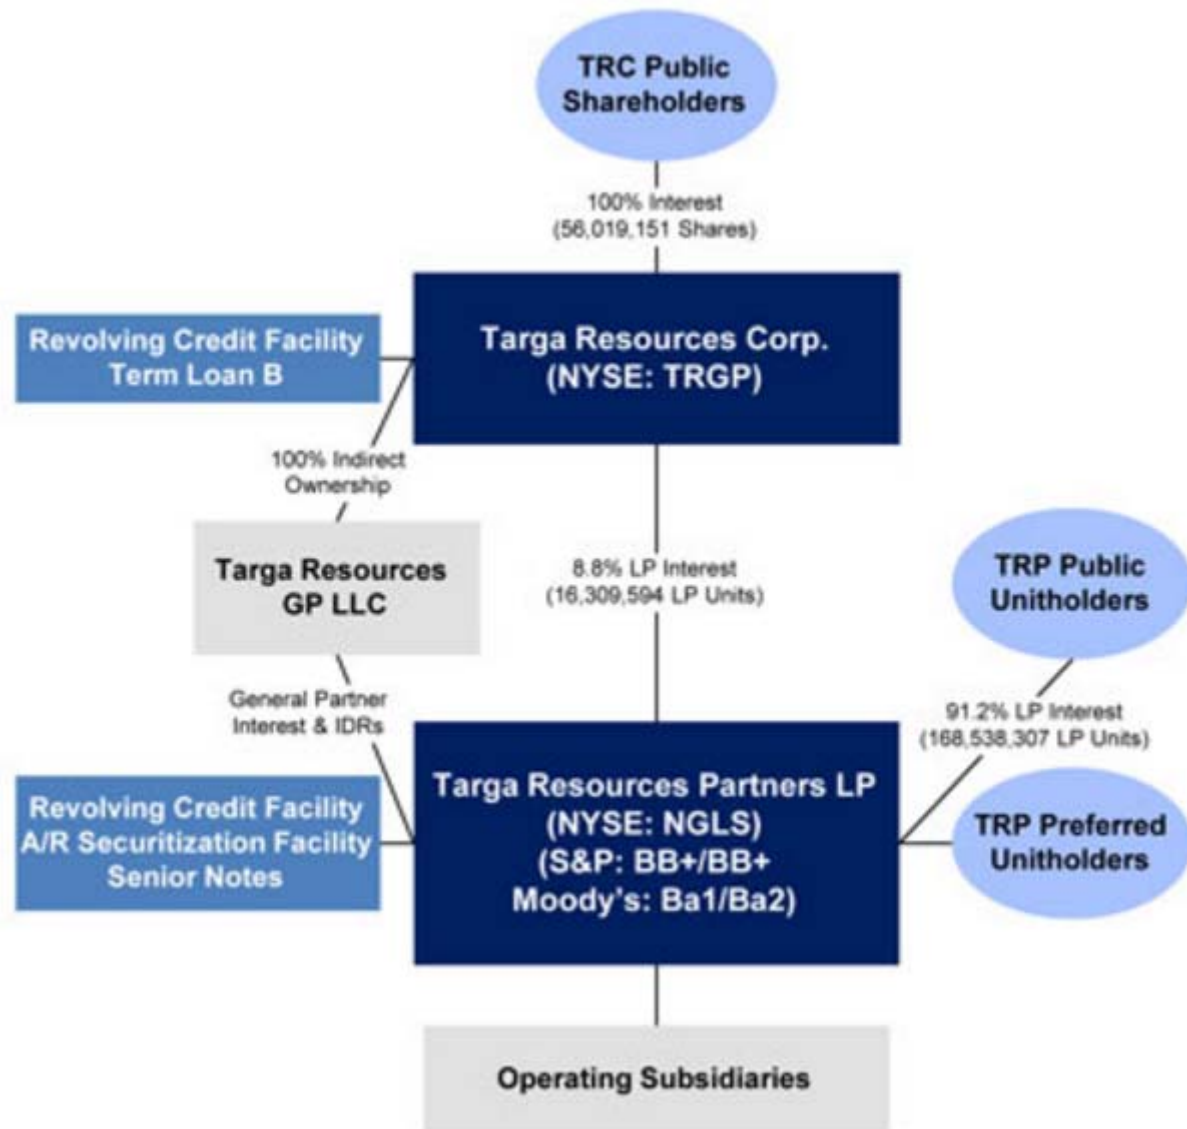 TRC Public
Shareholders
100% Interest
(56,019,151 Shares)
Revolving Credit Facility
Term Loan B
Targa Resources Corp.
(NYSE: TRGP)
100% Indirect
Ownership
Targa Resources
GP LLC
8.8% LP Interest
(16,309,594 LP Units)
TRP Public
Unitholders
General Partner
Interest & IDRs
91.2% LP Interest
(168,538,307 LP Units)
Revolving Credit Facility
A/R Securitization Facility
Senior Notes
Targa Resources Partners LP
(NYSE: NGLS)
(S&P: BB+/BB+
Moody's: Ba1/Ba2)
TRP Preferred
Unitholders
Operating Subsidiaries